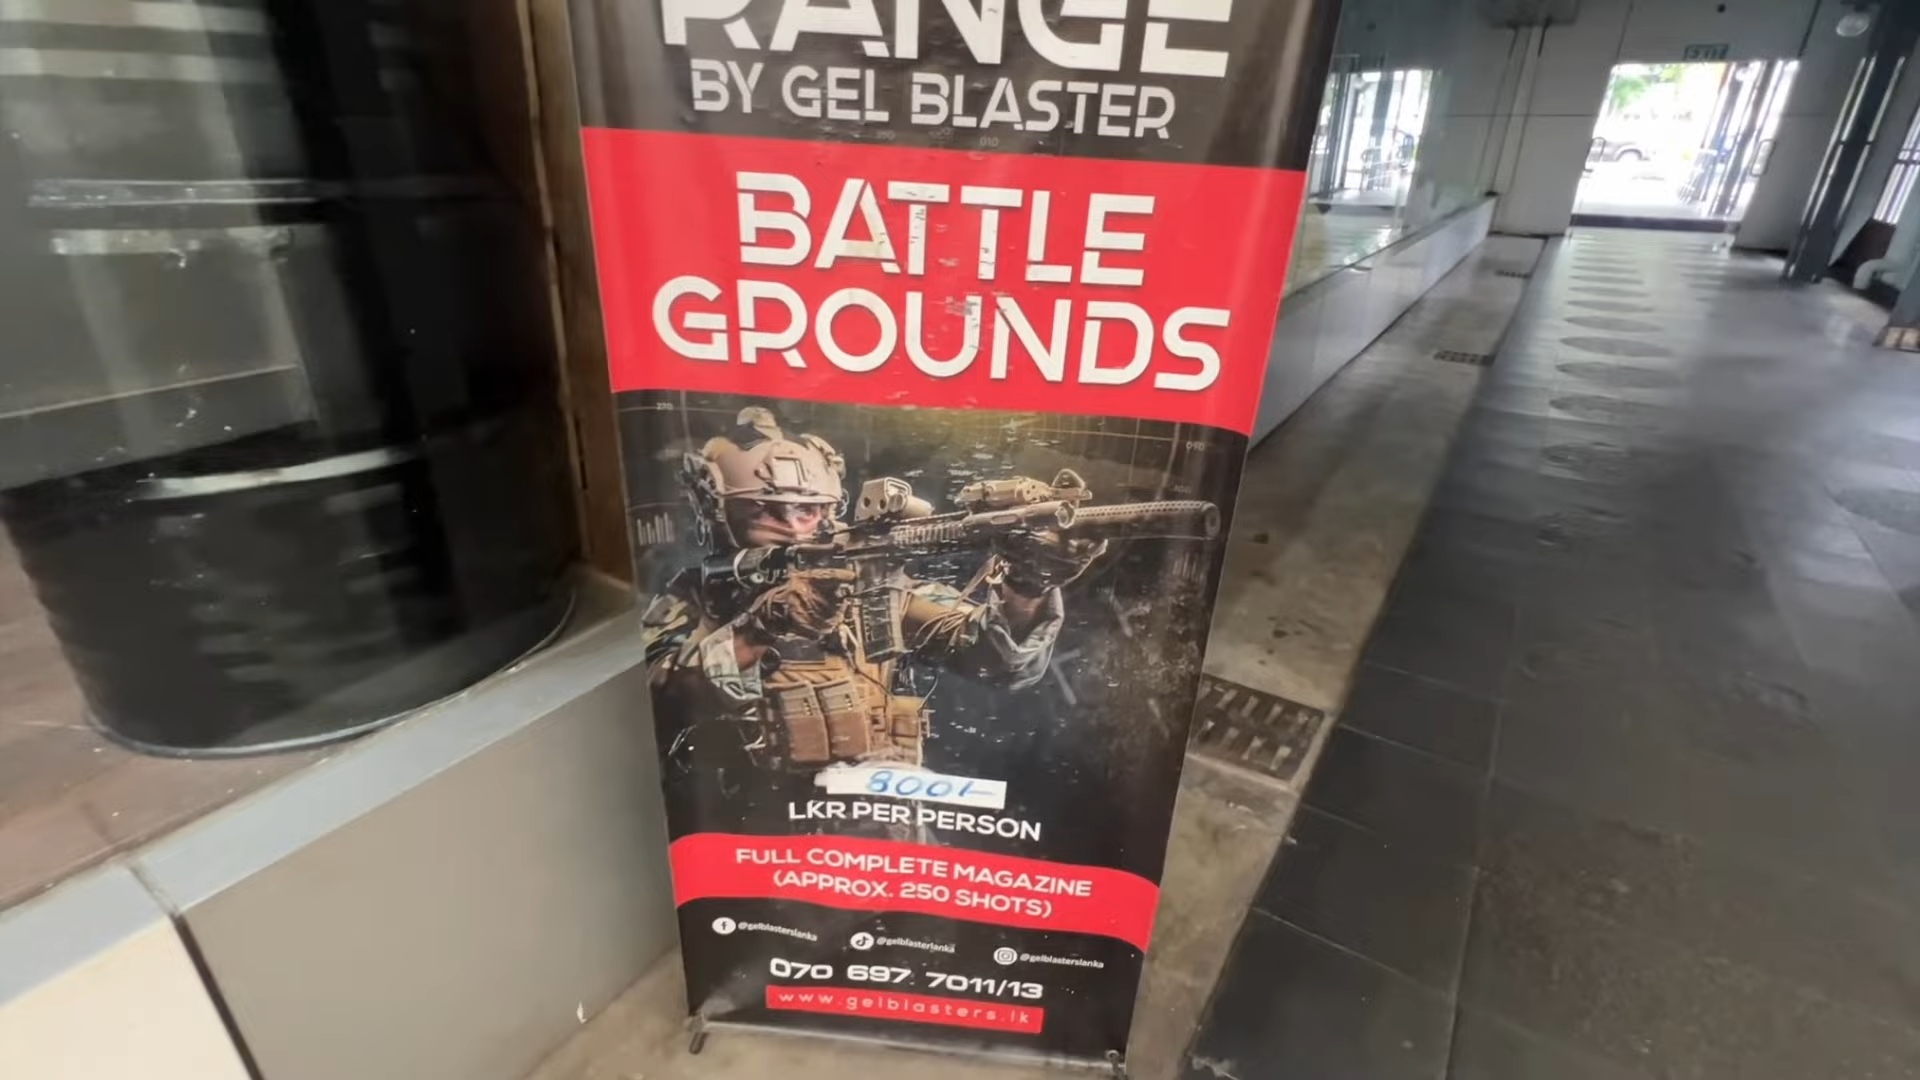 RANGE
BY GEL BLASTER
BATTLE
GROUNDS
800/-
LKR PER PERSON
FULL COMPLETE MAGAZINE
(APPROX. 250 SHOTS)
@gelblasterslanka
@gelblasterlanka
@gelblasterslanka
070 697 7011/13
www.gelblasters.lk
EXIT